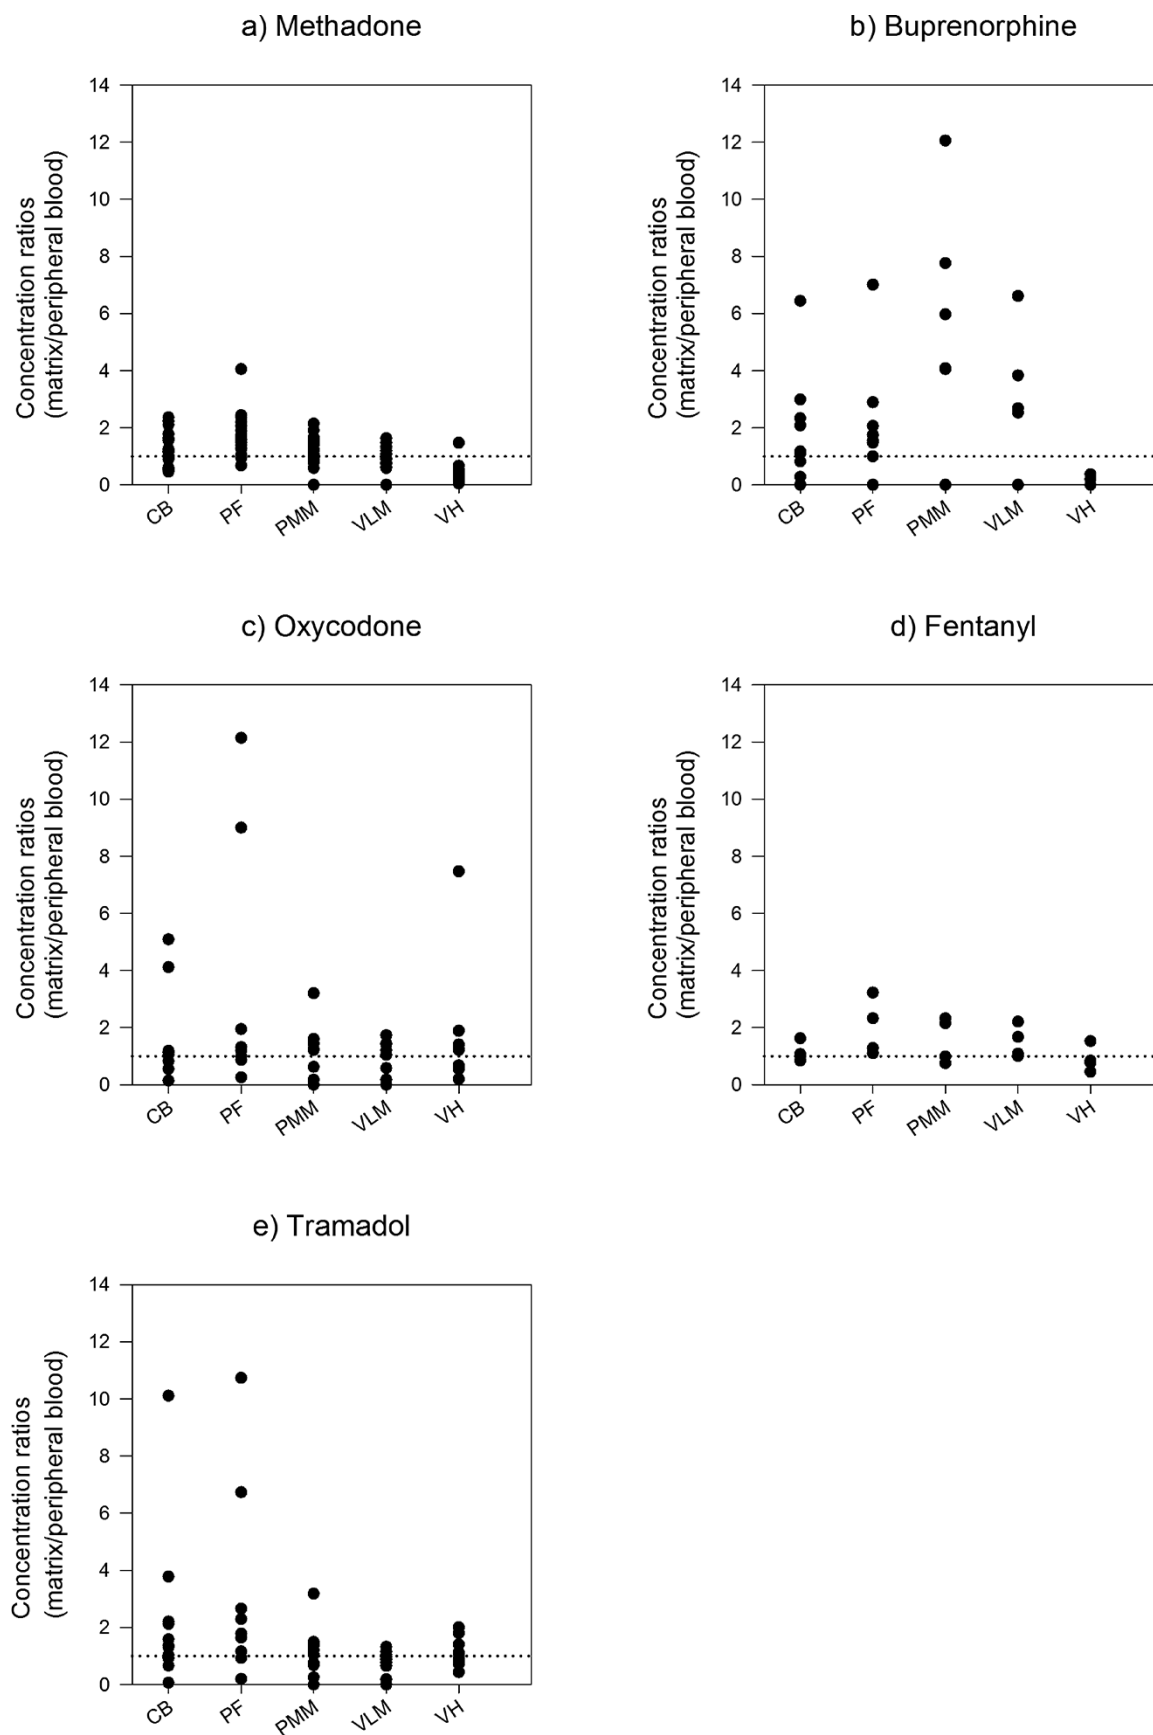 a) Methadone
Concentration ratios
(matrix/peripheral blood)
14
12
10
8
6
4
2
0
CB
PF
PMM
VLM
VH
b) Buprenorphine
Concentration ratios
(matrix/peripheral blood)
14
12
10
8
6
4
2
0
CB
PF
PMM
VLM
VH
c) Oxycodone
Concentration ratios
(matrix/peripheral blood)
14
12
10
8
6
4
2
0
CB
PF
PMM
VLM
VH
d) Fentanyl
Concentration ratios
(matrix/peripheral blood)
14
12
10
8
6
4
2
0
CB
PF
PMM
VLM
VH
e) Tramadol
Concentration ratios
(matrix/peripheral blood)
14
12
10
8
6
4
2
0
CB
PF
PMM
VLM
VH